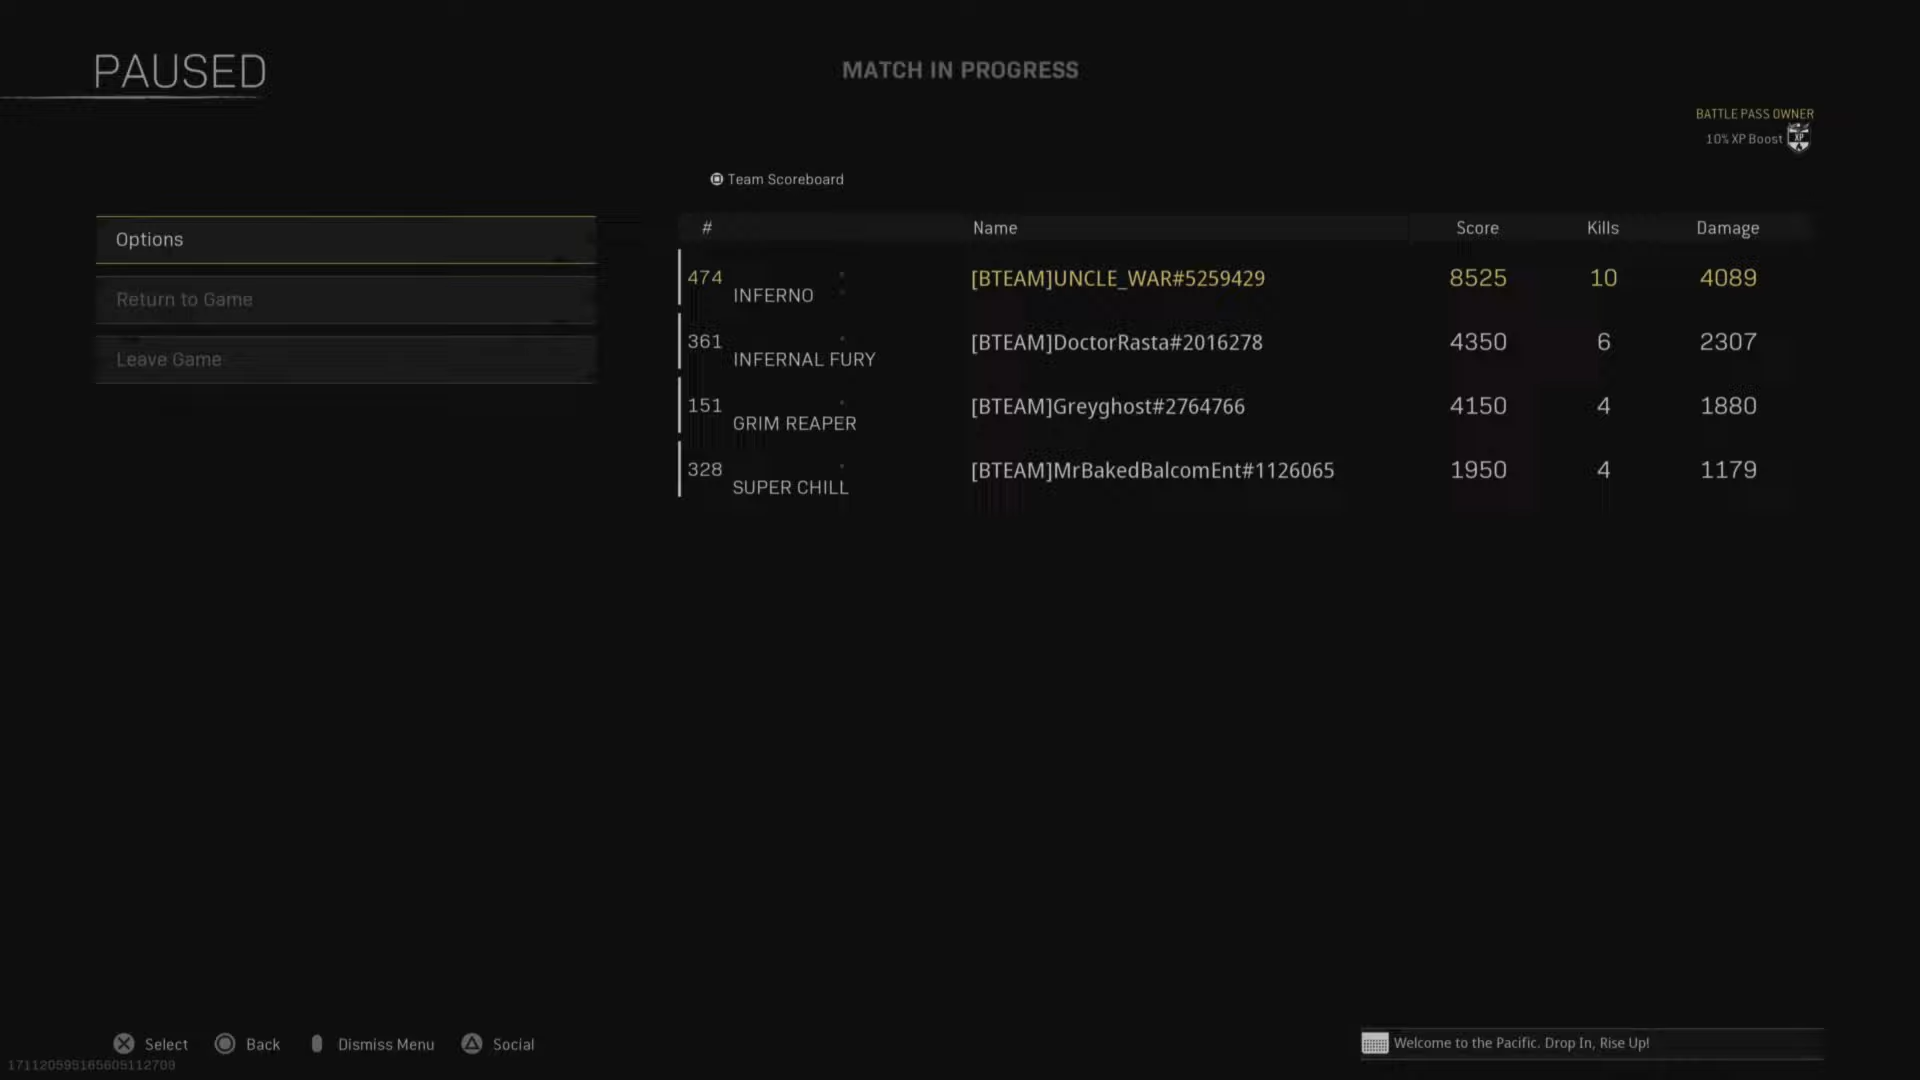 PAUSED
MATCH IN PROGRESS
BATTLE PASS OWNER
10% XP Boost XP
Team Scoreboard
Options
Return to Game
Leave Game
# Name Score Kills Damage
474 INFERNO [BTEAM]UNCLE_WAR#5259429 8525 10 4089
361 INFERNAL FURY [BTEAM]DoctorRasta#2016278 4350 6 2307
151 GRIM REAPER [BTEAM]Greyghost#2764766 4150 4 1880
328 SUPER CHILL [BTEAM]MrBakedBalcomEnt#1126065 1950 4 1179
Select Back Dismiss Menu Social
Welcome to the Pacific. Drop In, Rise Up!